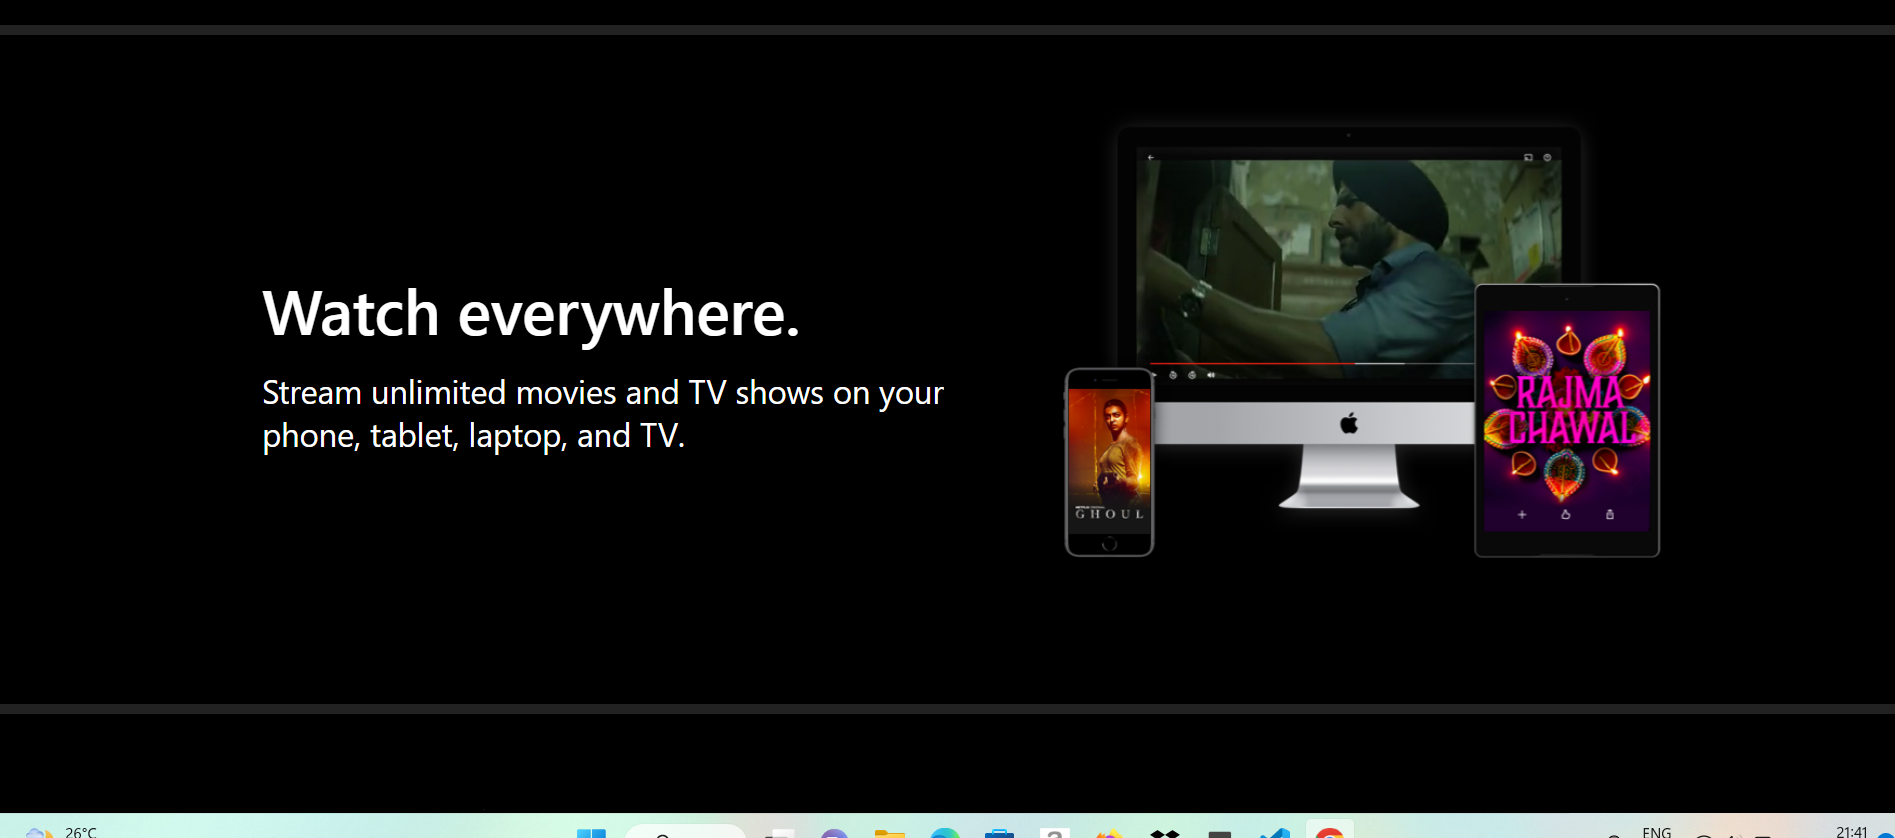 Watch everywhere.
Stream unlimited movies and TV shows on your
phone, tablet, laptop, and TV.
RAJMA
CHAWAL
GHOUL
26°C
ENG
21:41